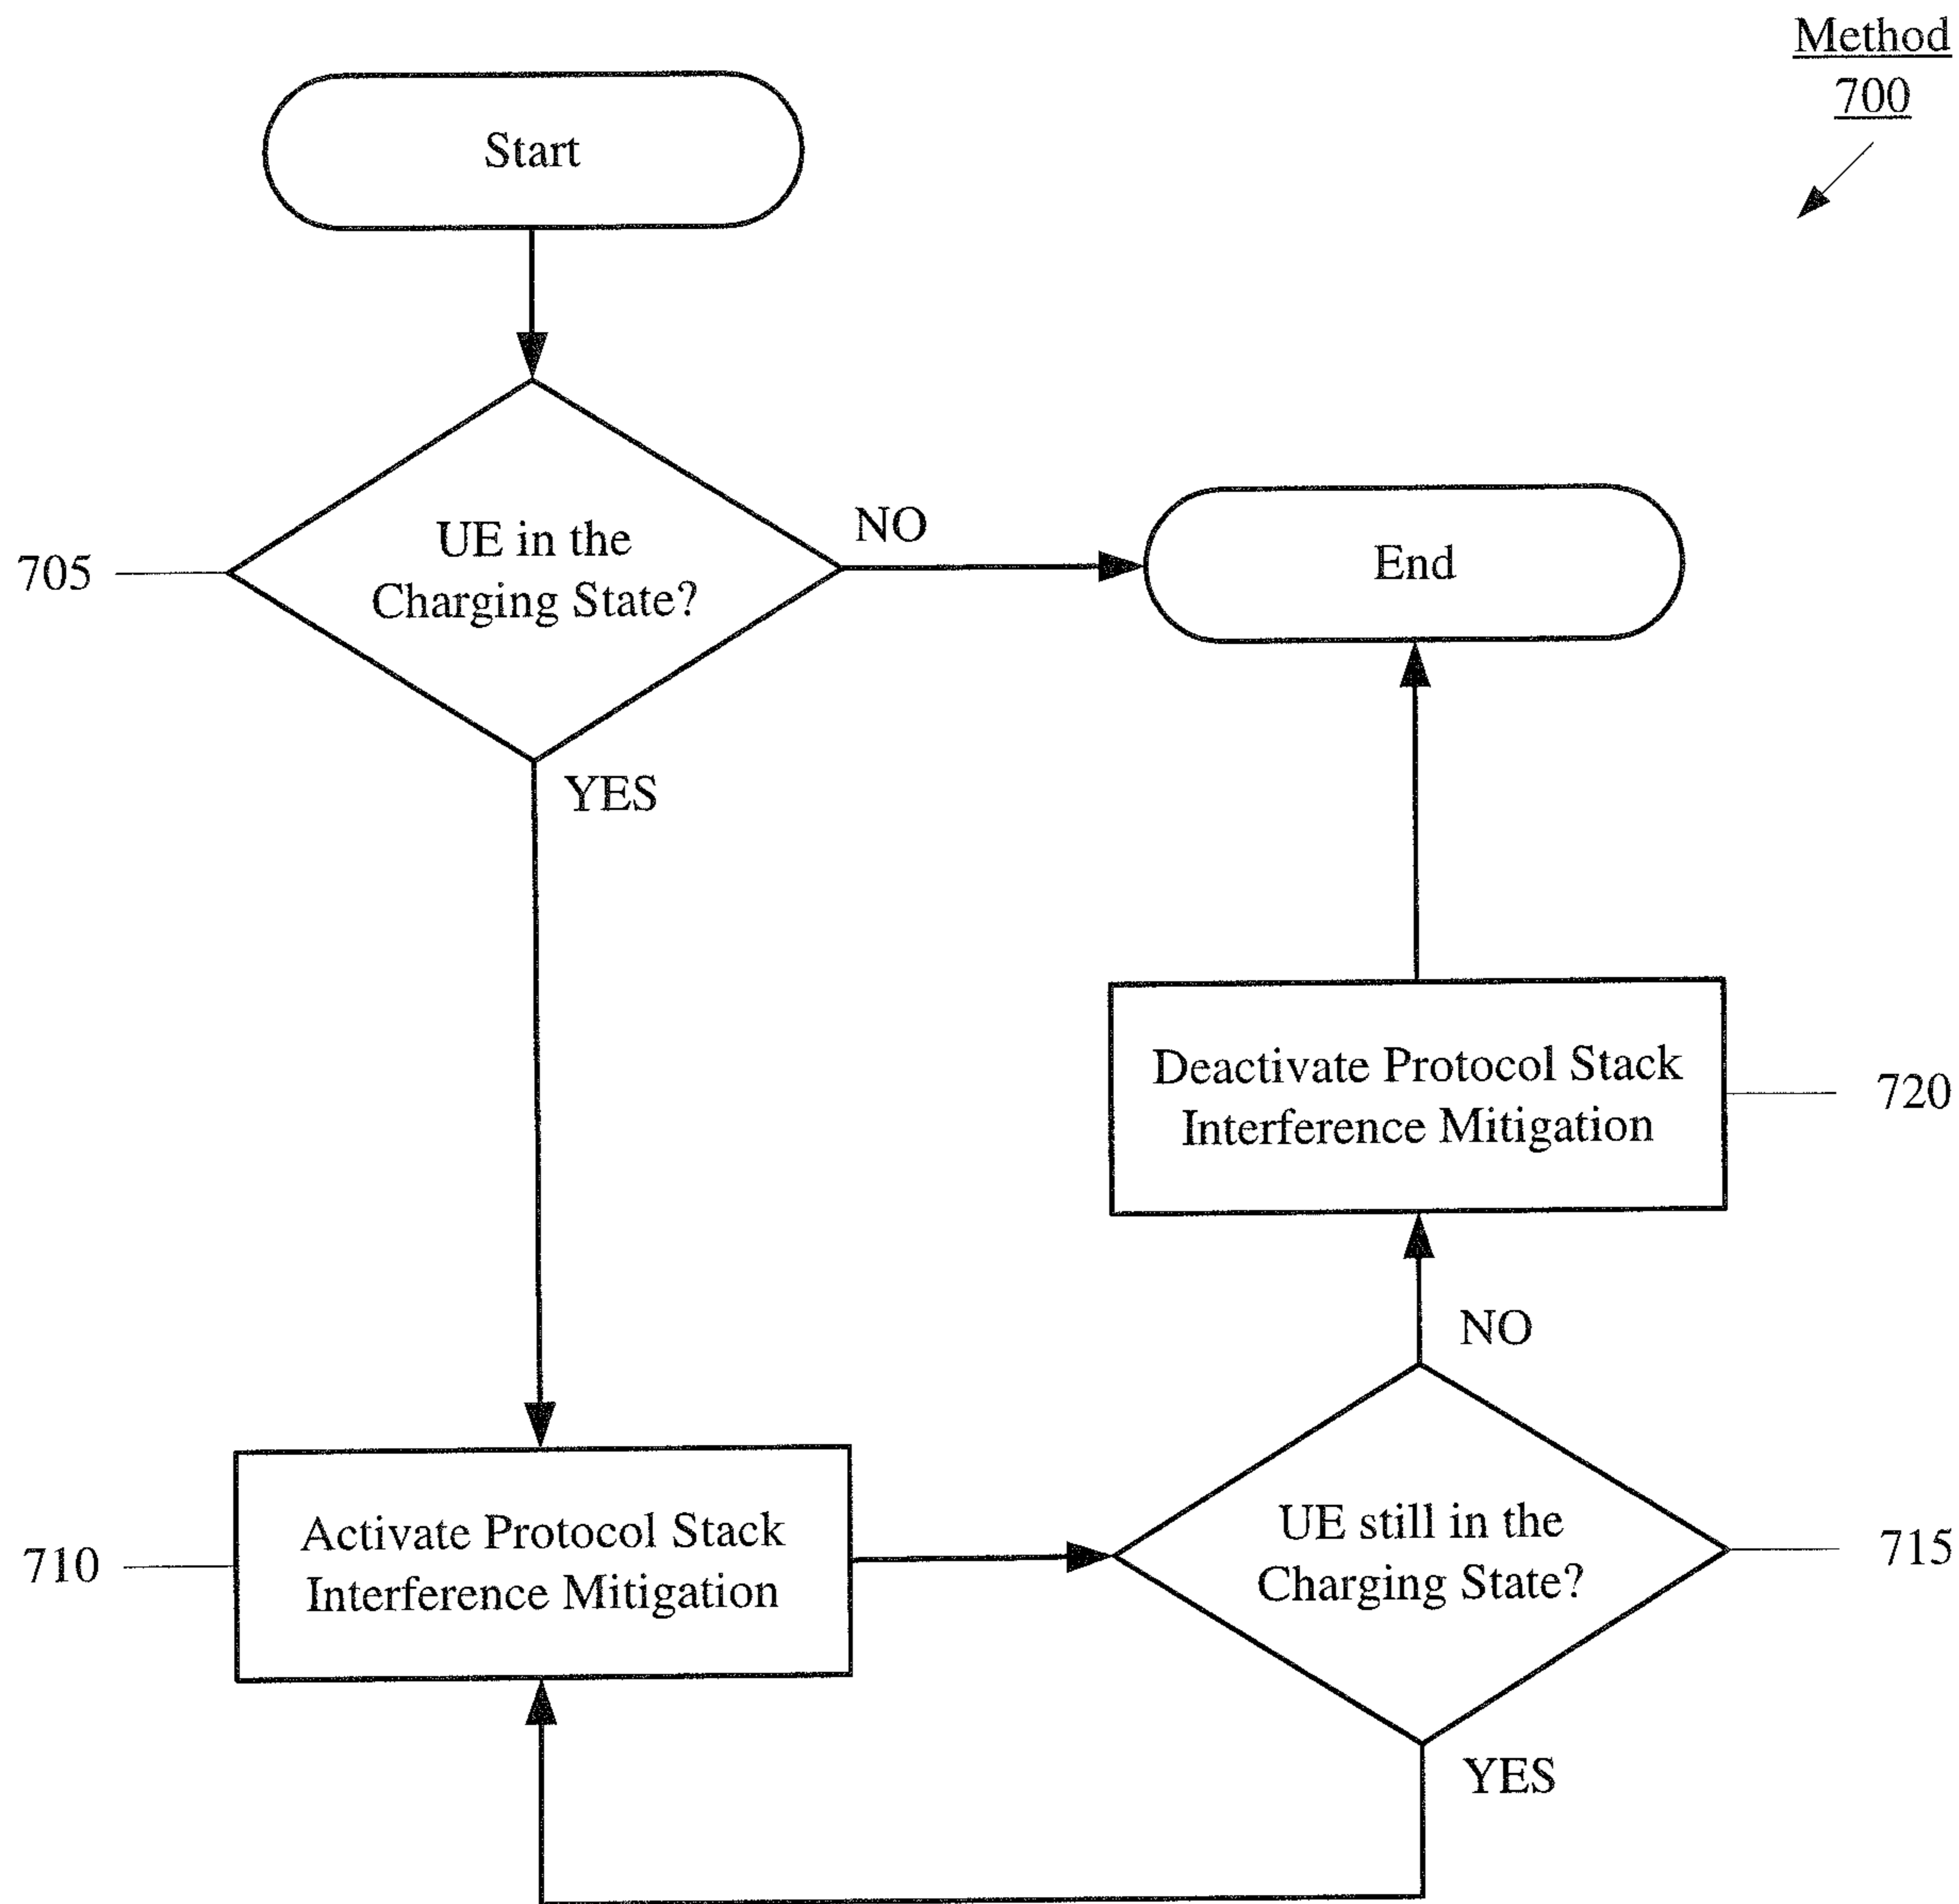 Method
700
Start
705
UE in the
Charging State?
NO
End
YES
Deactivate Protocol Stack
Interference Mitigation
720
NO
710
Activate Protocol Stack
Interference Mitigation
UE still in the
Charging State?
715
YES